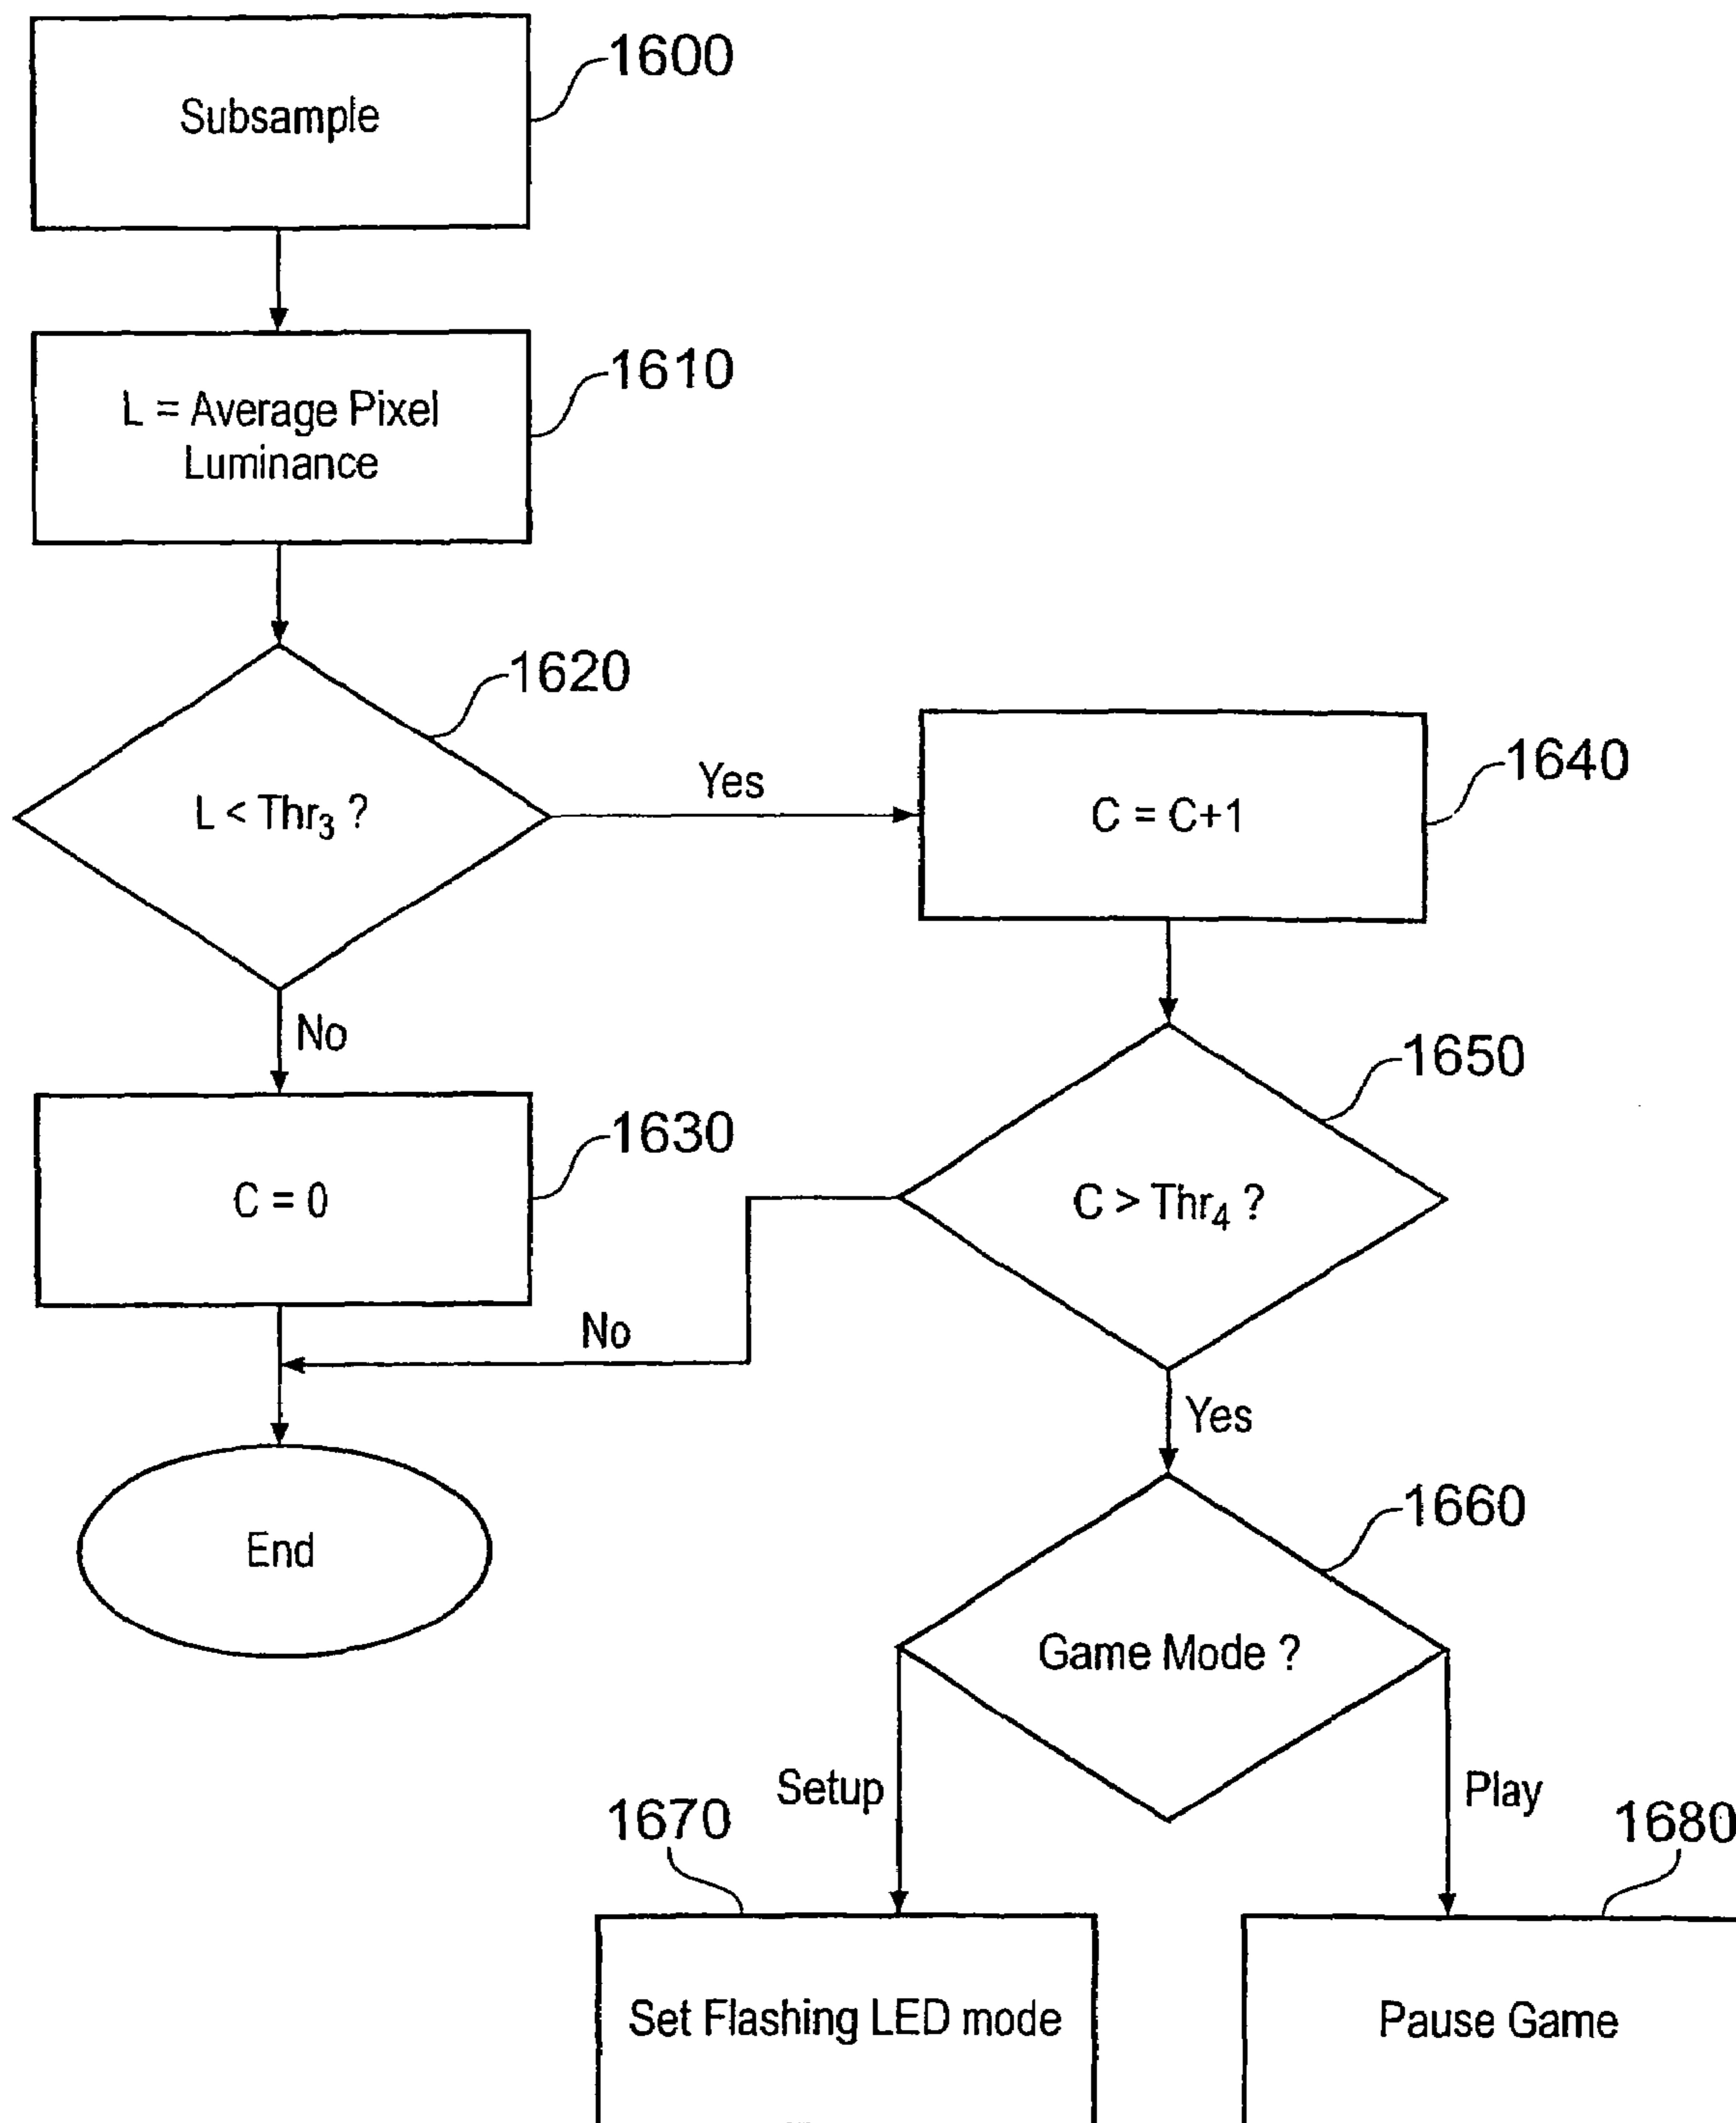 1600
Subsample
1610
L = Average Pixel
Luminance
1620
L < Thr₃ ?
Yes
1640
C = C+1
No
1650
C > Thr₄ ?
1630
C = 0
No
Yes
End
1660
Game Mode ?
Setup
Play
1670
1680
Set Flashing LED mode
Pause Game